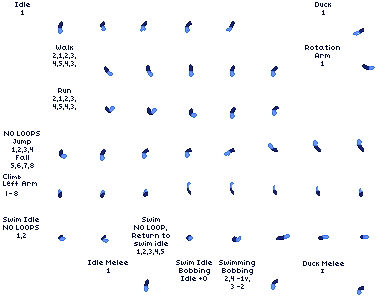 Idle
1
Duck
1
Walk
2,1,2,3,
4,5,4,3,
Rotation
Arm
1
Run
2,1,2,3,
4,5,4,3,
NO LOOPS
Jump
1,2,3,4
Fall
5,6,7,8
Climb
Left Arm
1-8
Swim Idle
NO LOOPS
1,2
Swim
NO LOOP,
Return to
swim idle
1,2,3,4,5
Idle Melee
1
Swim Idle
Bobbing
Idle +0
Swimming
Bobbing
2,4 -1v,
3 -2
Duck Melee
1